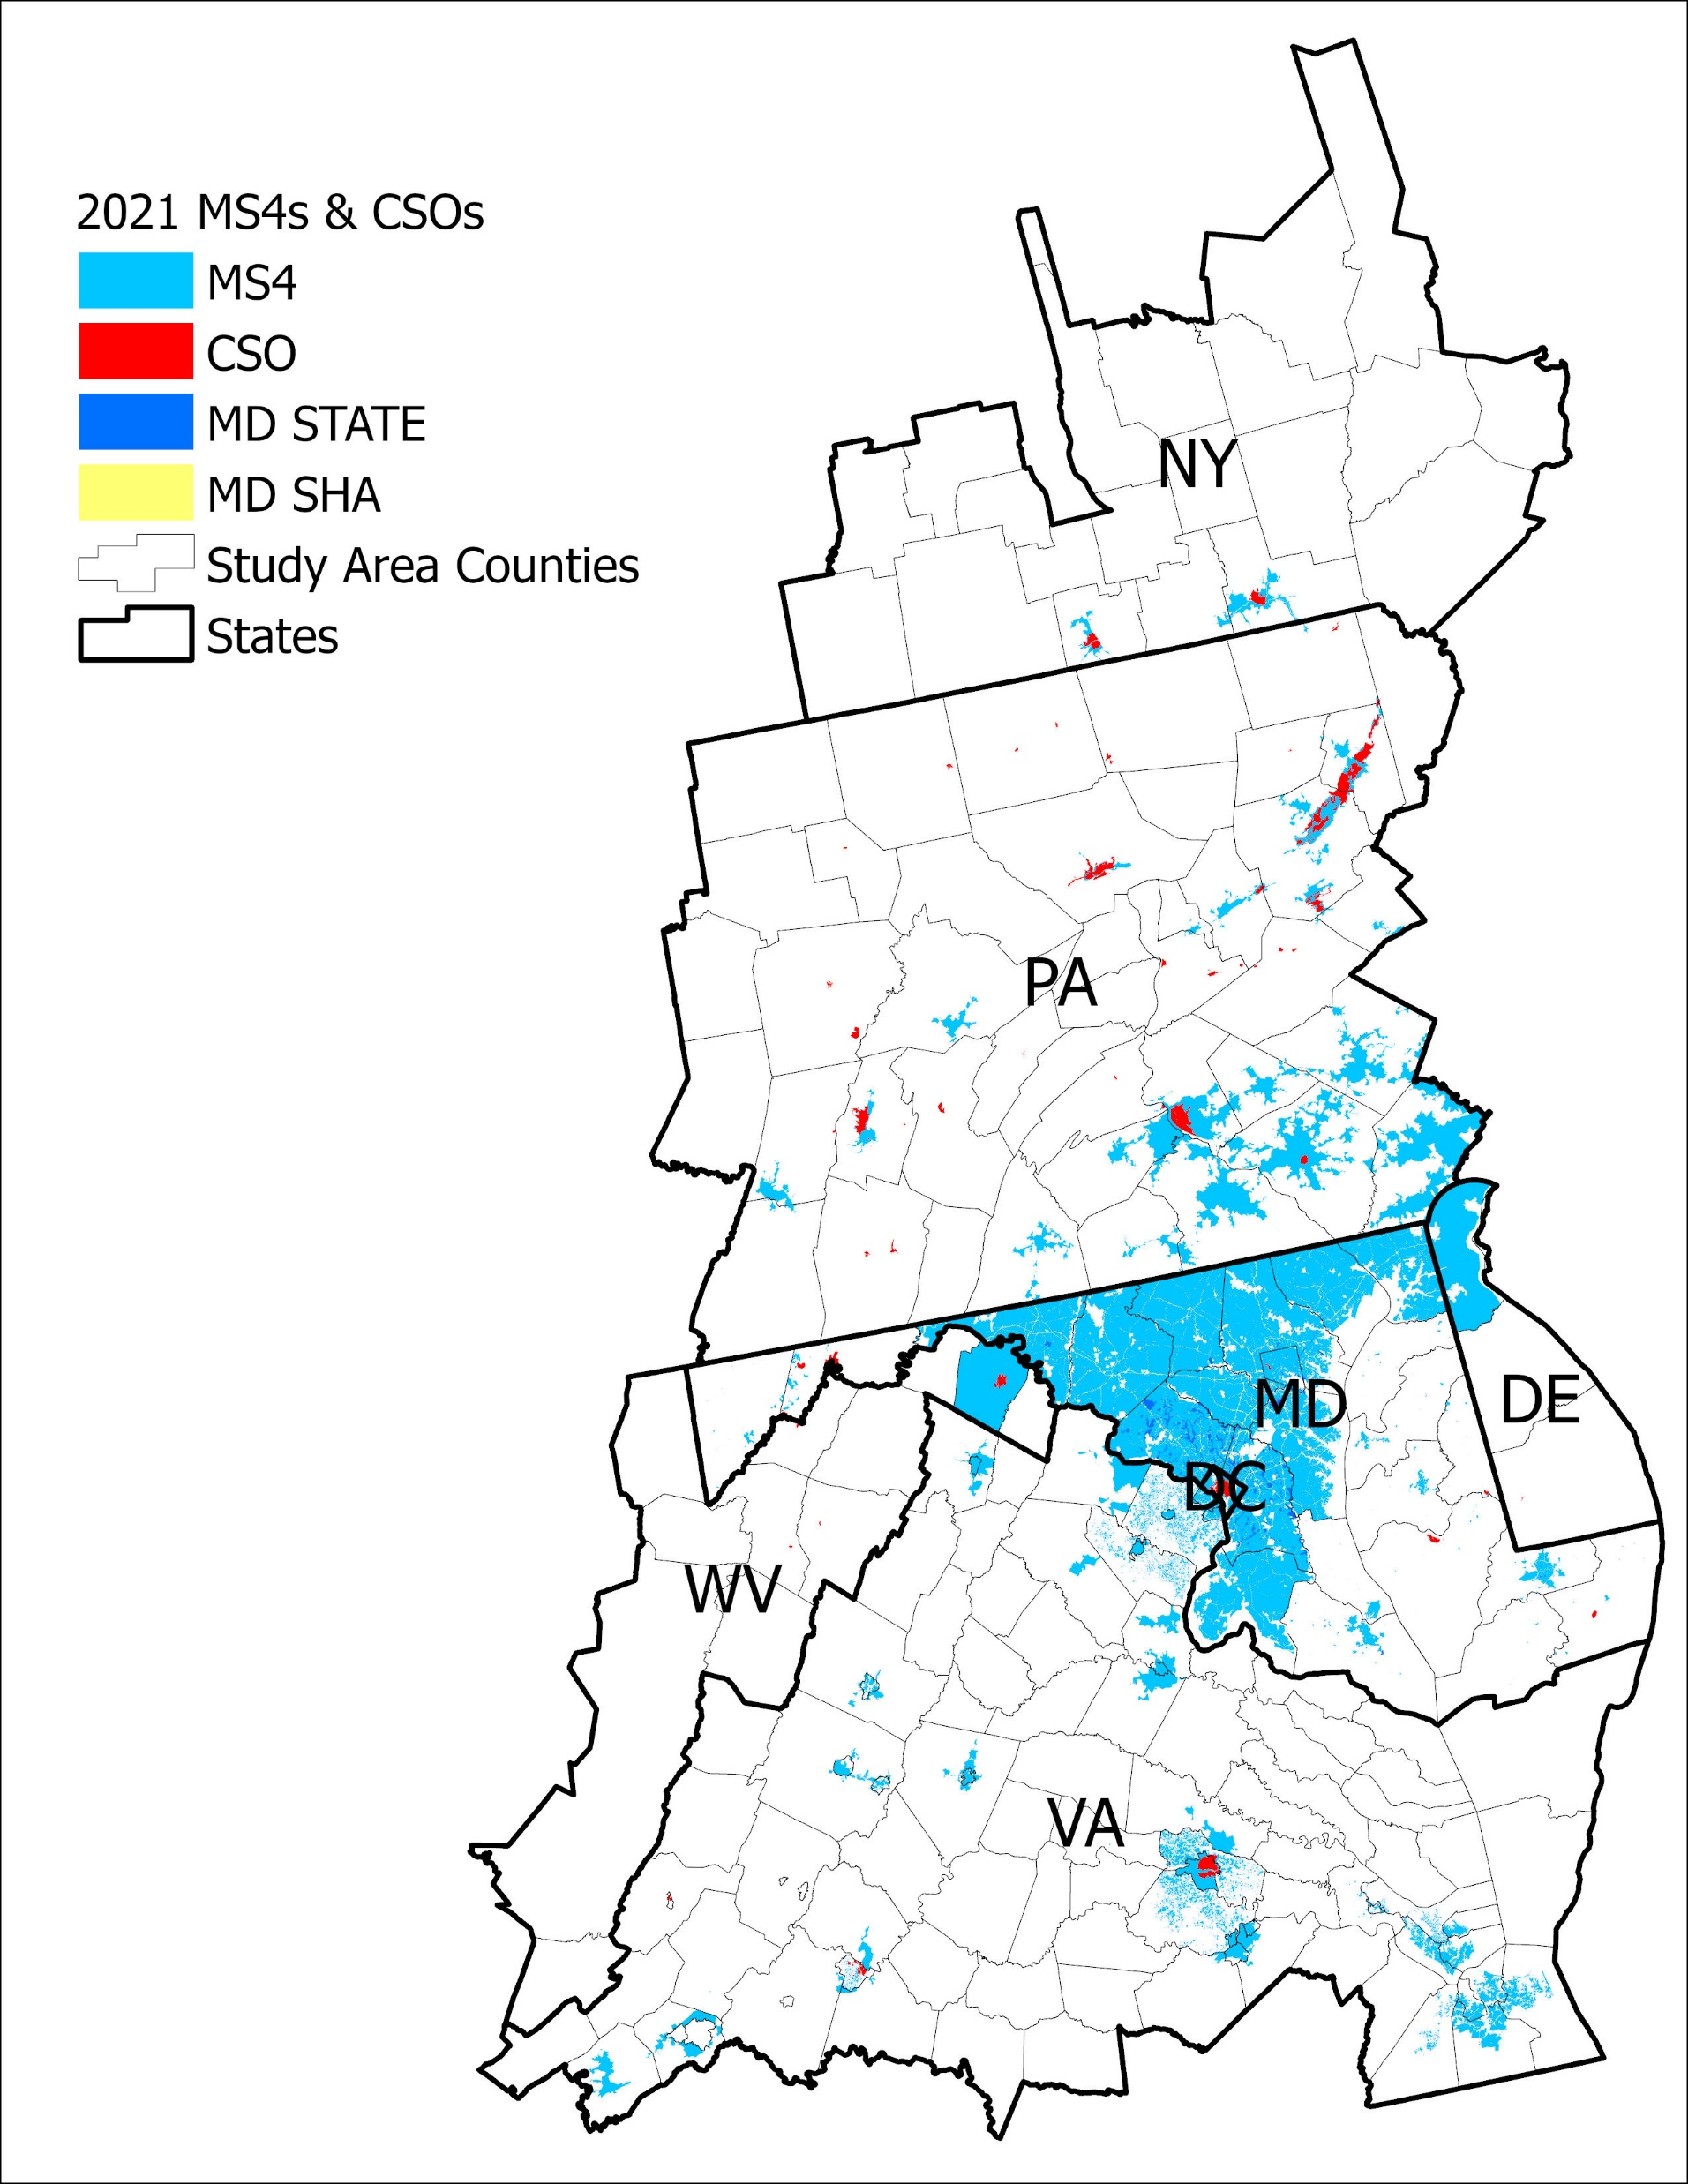 2021 MS4s & CSOs
MS4
CSO
MD STATE
MD SHA
Study Area Counties
States
NY
PA
MD
DE
DC
WV
VA